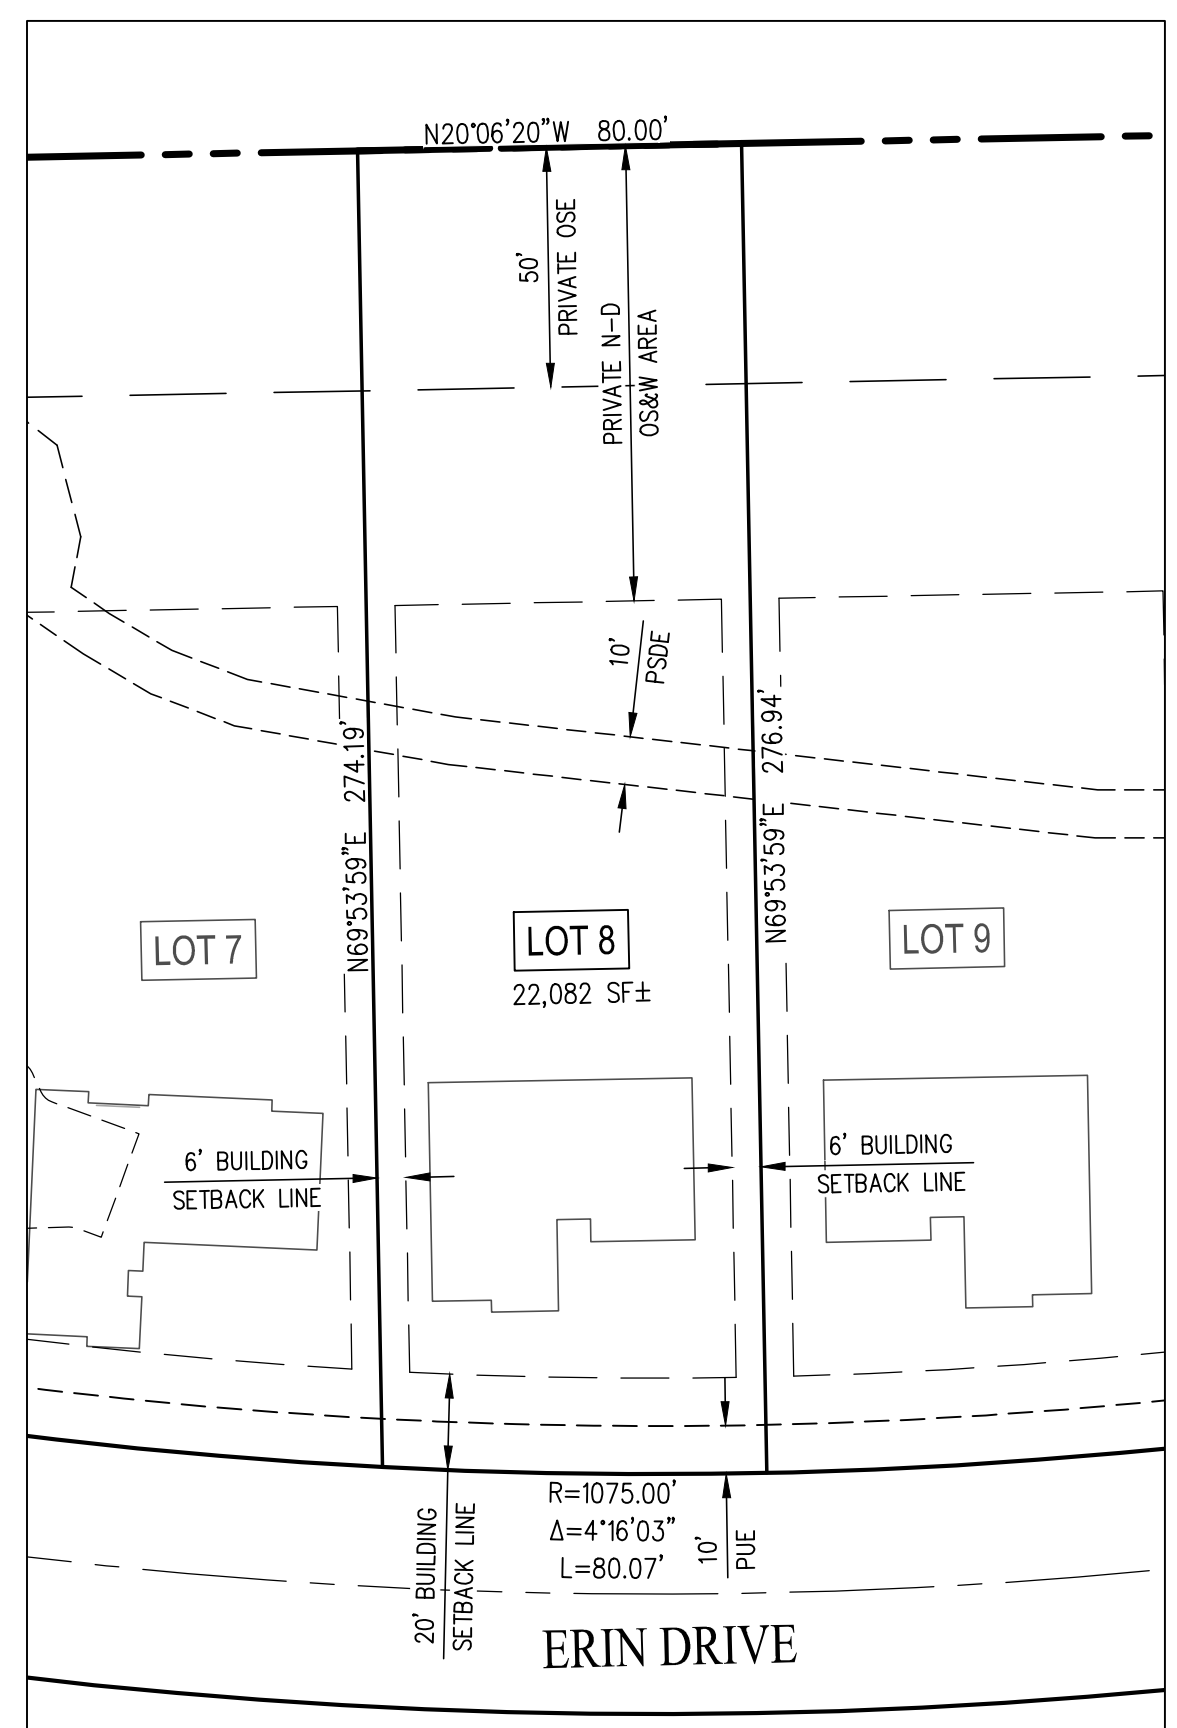 N20°06'20"W 80.00'
50'
PRIVATE OSE
PRIVATE N-D
OS&W AREA
10'
PSDE
N69°53'59"E 274.19'
N69°53'59"E 276.94'
LOT 7
LOT 8
22,082 SF±
LOT 9
6' BUILDING
SETBACK LINE
6' BUILDING
SETBACK LINE
R=1075.00'
Δ=4°16'03"
L=80.07'
10'
PUE
20' BUILDING
SETBACK LINE
ERIN DRIVE